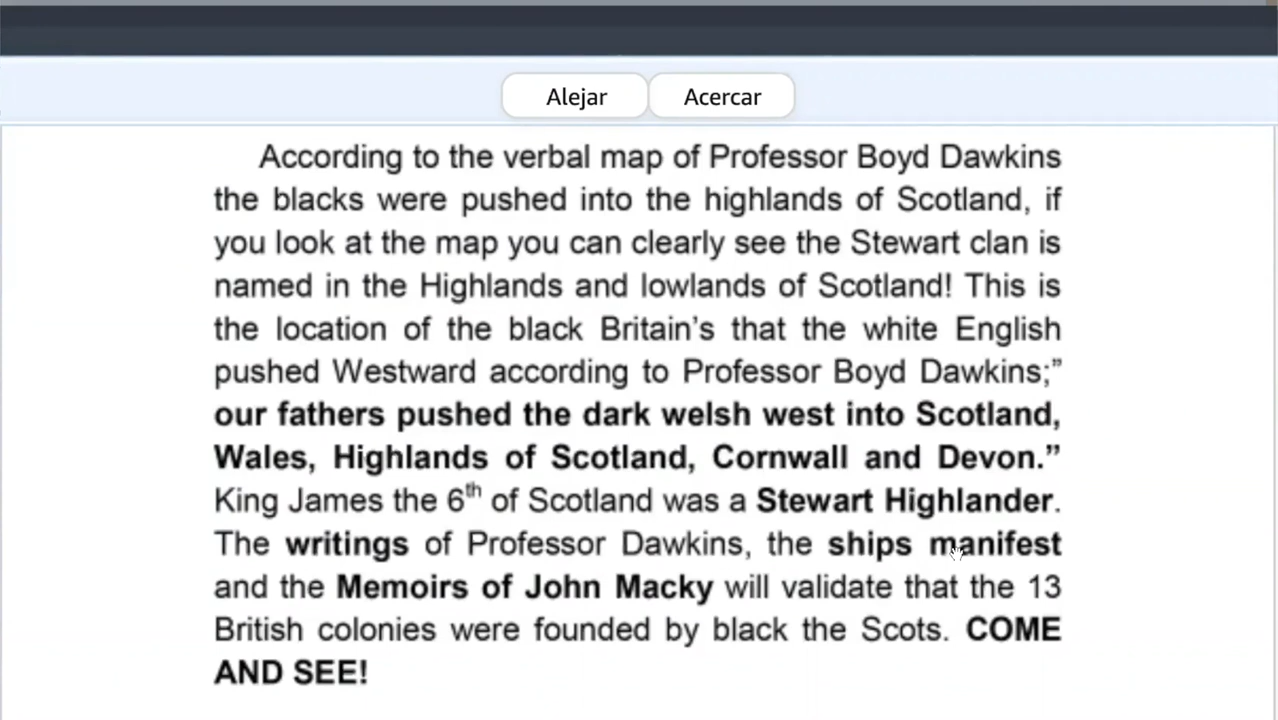 Alejar Acercar
According to the verbal map of Professor Boyd Dawkins
the blacks were pushed into the highlands of Scotland, if
you look at the map you can clearly see the Stewart clan is
named in the Highlands and lowlands of Scotland! This is
the location of the black Britain's that the white English
pushed Westward according to Professor Boyd Dawkins;"
our fathers pushed the dark welsh west into Scotland,
Wales, Highlands of Scotland, Cornwall and Devon."
King James the 6th of Scotland was a Stewart Highlander.
The writings of Professor Dawkins, the ships manifest
and the Memoirs of John Macky will validate that the 13
British colonies were founded by black the Scots. COME
AND SEE!